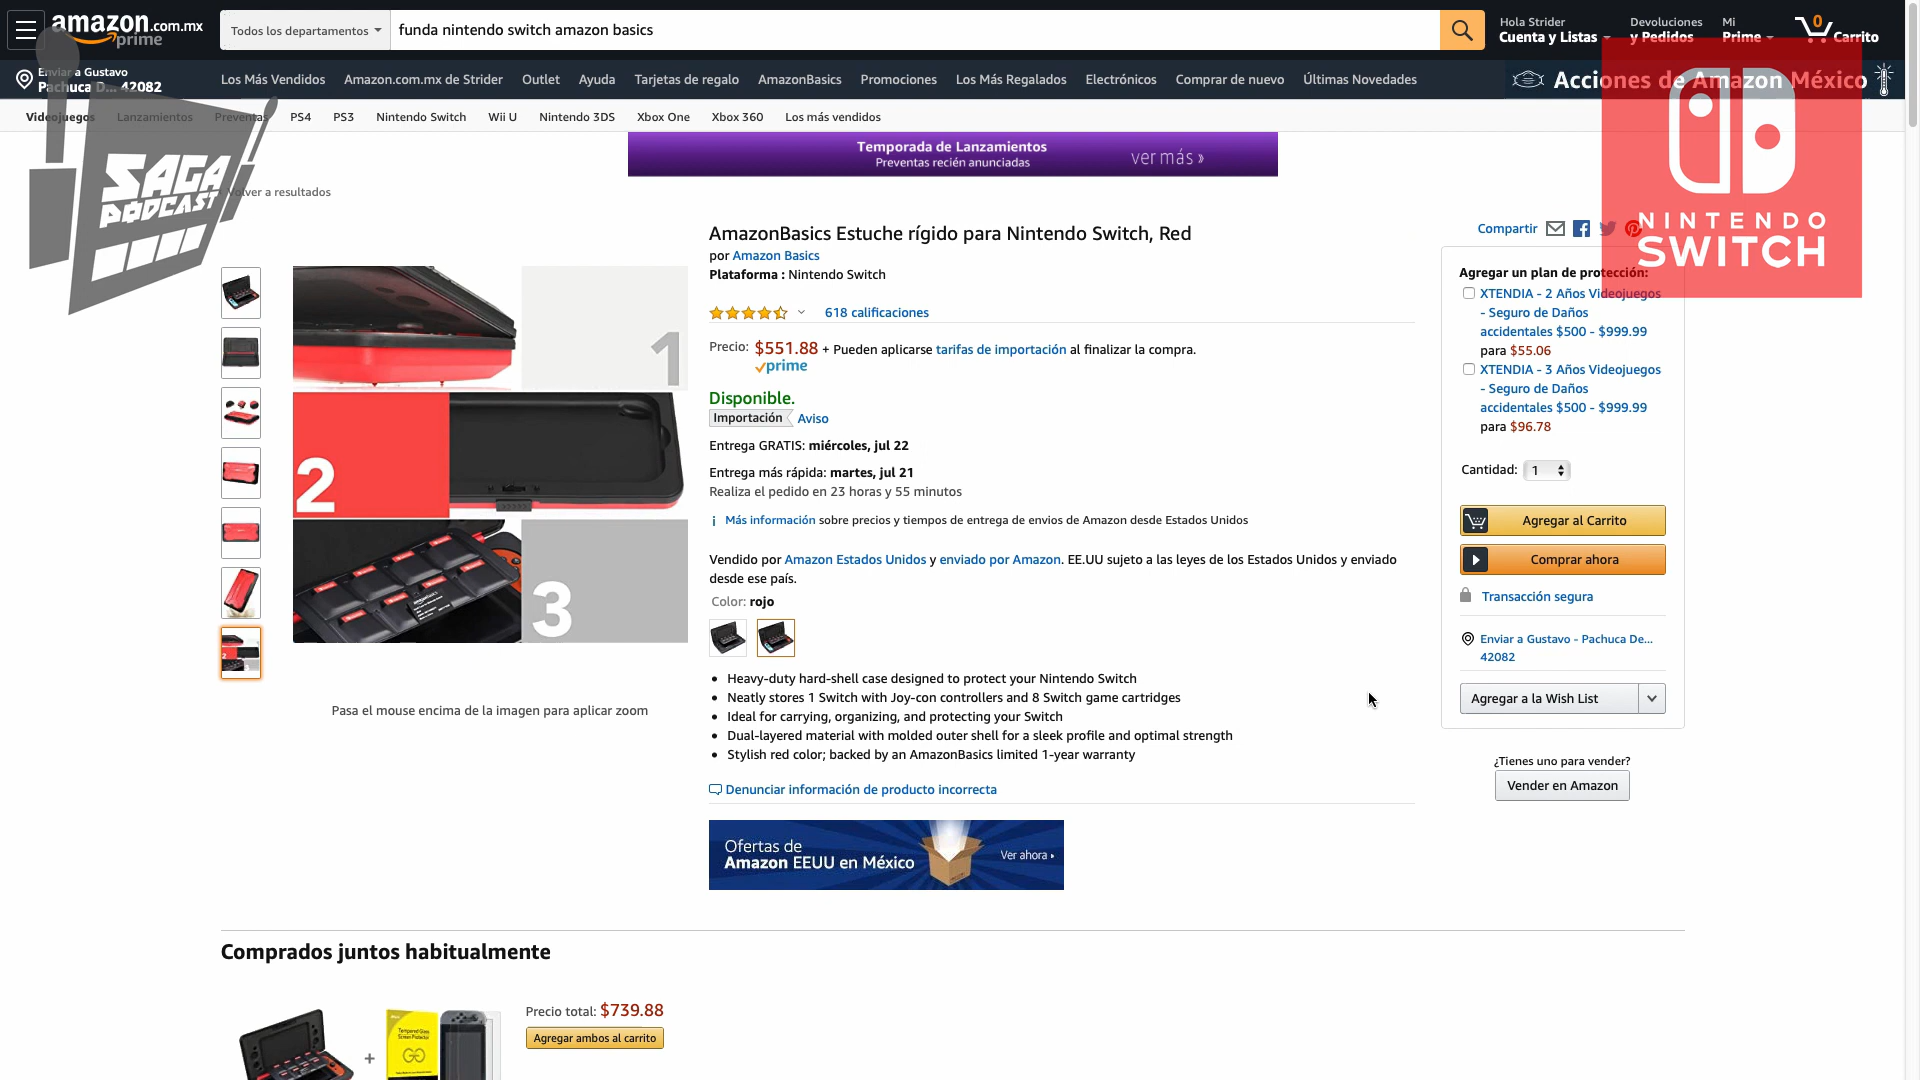 amazon.com.mx
prime
Todos los departamentos
funda nintendo switch amazon basics
Hola Strider
Cuenta y Listas
Devoluciones
y Pedidos
Mi
Prime
0
Carrito
Enviar a Gustavo
Pachuca D... 42082
Los Más Vendidos
Amazon.com.mx de Strider
Outlet
Ayuda
Tarjetas de regalo
AmazonBasics
Promociones
Los Más Regalados
Electrónicos
Comprar de nuevo
Últimas Novedades
Acciones de Amazon México
Videojuegos
Lanzamientos
Preventas
PS4
PS3
Nintendo Switch
Wii U
Nintendo 3DS
Xbox One
Xbox 360
Los más vendidos
Temporada de Lanzamientos
Preventas recién anunciadas
ver más »
SAGA
PODCAST
Volver a resultados
NINTENDO
SWITCH
AmazonBasics Estuche rígido para Nintendo Switch, Red
por Amazon Basics
Plataforma : Nintendo Switch
618 calificaciones
Precio: $551.88 + Pueden aplicarse tarifas de importación al finalizar la compra.
prime
Disponible.
Importación Aviso
Entrega GRATIS: miércoles, jul 22
Entrega más rápida: martes, jul 21
Realiza el pedido en 23 horas y 55 minutos
i Más información sobre precios y tiempos de entrega de envios de Amazon desde Estados Unidos
Vendido por Amazon Estados Unidos y enviado por Amazon. EE.UU sujeto a las leyes de los Estados Unidos y enviado
desde ese país.
Color: rojo
• Heavy-duty hard-shell case designed to protect your Nintendo Switch
• Neatly stores 1 Switch with Joy-con controllers and 8 Switch game cartridges
• Ideal for carrying, organizing, and protecting your Switch
• Dual-layered material with molded outer shell for a sleek profile and optimal strength
• Stylish red color; backed by an AmazonBasics limited 1-year warranty
Denunciar información de producto incorrecta
Ofertas de
Amazon EEUU en México
Ver ahora
1
2
3
Pasa el mouse encima de la imagen para aplicar zoom
Compartir
Agregar un plan de protección:
XTENDIA - 2 Años Videojuegos
- Seguro de Daños
accidentales $500 - $999.99
para $55.06
XTENDIA - 3 Años Videojuegos
- Seguro de Daños
accidentales $500 - $999.99
para $96.78
Cantidad: 1
Agregar al Carrito
Comprar ahora
Transacción segura
Enviar a Gustavo - Pachuca De...
42082
Agregar a la Wish List
¿Tienes uno para vender?
Vender en Amazon
Comprados juntos habitualmente
Precio total: $739.88
Agregar ambos al carrito
+
Tempered Glass
Screen Protector